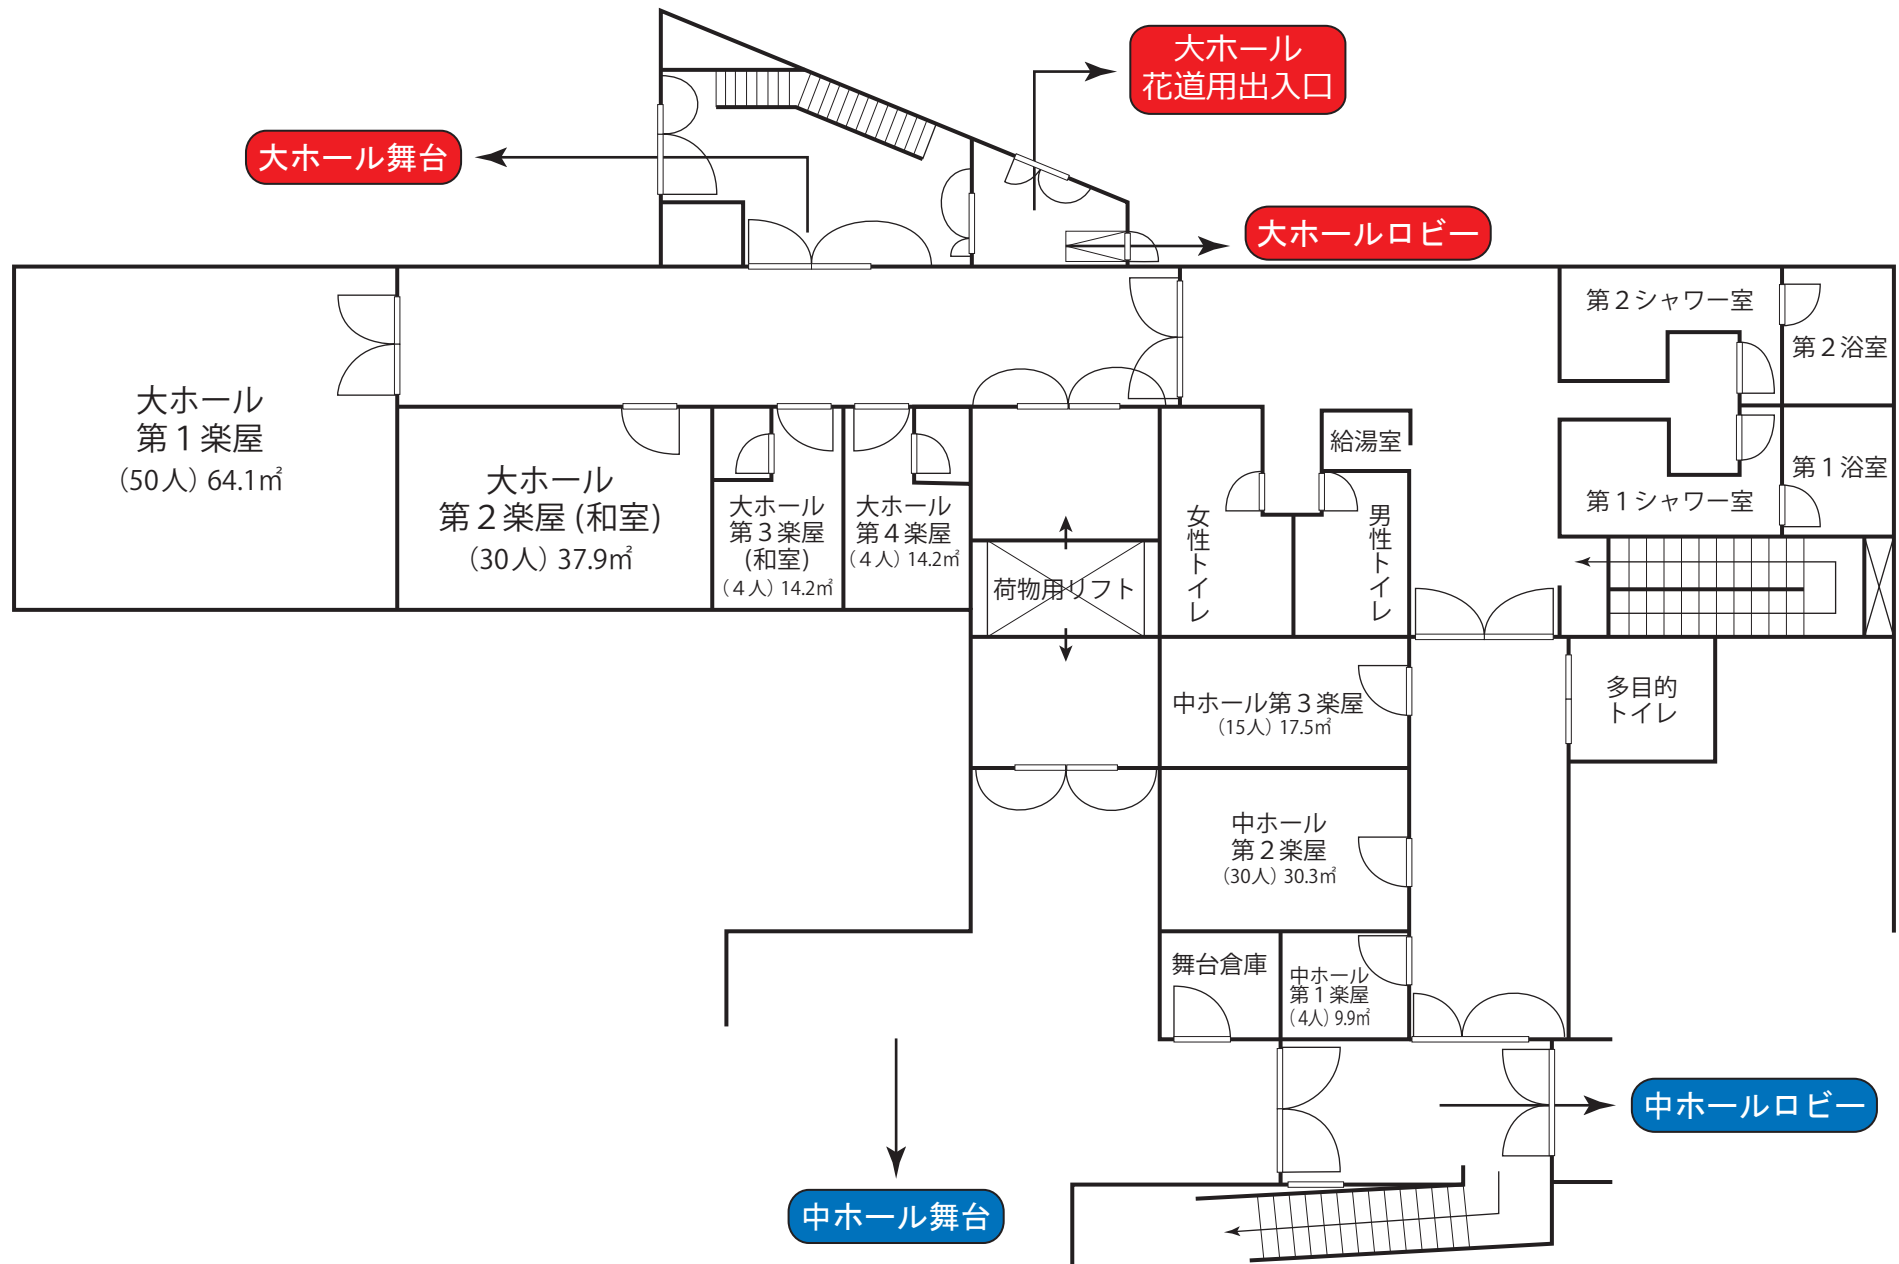 大ホール
花道用出入口
大ホール舞台
大ホールロビー
大ホール
第１楽屋
（50人）64.1㎡
大ホール
第２楽屋 (和室)
（30人）37.9㎡
大ホール
第３楽屋
(和室)
（４人）14.2㎡
大ホール
第４楽屋
（４人）14.2㎡
荷物用リフト
女性トイレ
給湯室
男性トイレ
第２シャワー室
第２浴室
第１浴室
第１シャワー室
中ホール第３楽屋
（15人）17.5㎡
多目的
トイレ
中ホール
第２楽屋
（30人）30.3㎡
舞台倉庫
中ホール
第１楽屋
（4人）9.9㎡
中ホールロビー
中ホール舞台